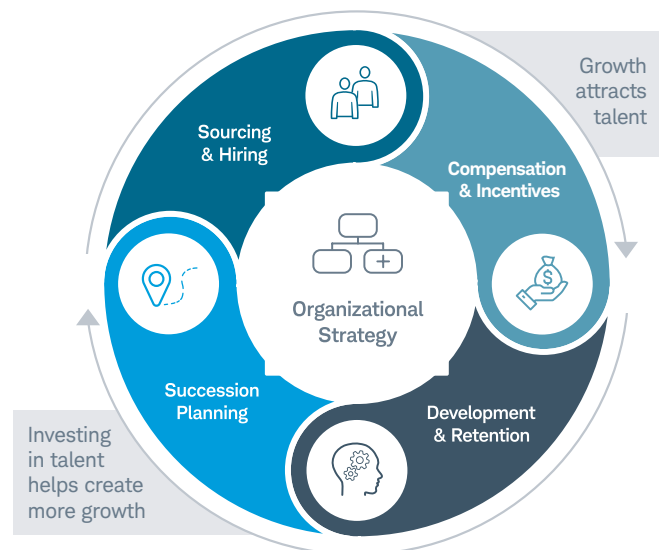 Growth
attracts
talent
Sourcing
& Hiring
Compensation
& Incentives
$
Organizational
Strategy
Succession
Planning
Development
& Retention
Investing
in talent
helps create
more growth